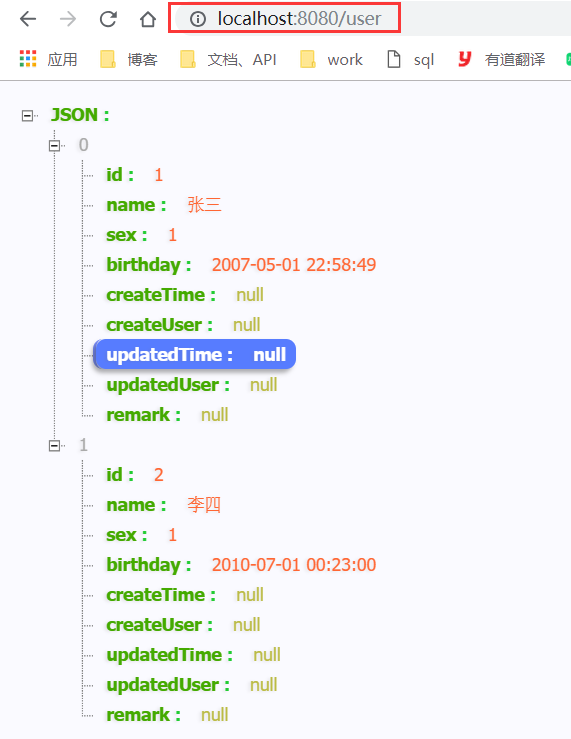 localhost:8080/user
应用 博客 文档、API work sql 有道翻译
JSON :
0
id : 1
name : 张三
sex : 1
birthday : 2007-05-01 22:58:49
createTime : null
createUser : null
updatedTime : null
updatedUser : null
remark : null
1
id : 2
name : 李四
sex : 1
birthday : 2010-07-01 00:23:00
createTime : null
createUser : null
updatedTime : null
updatedUser : null
remark : null